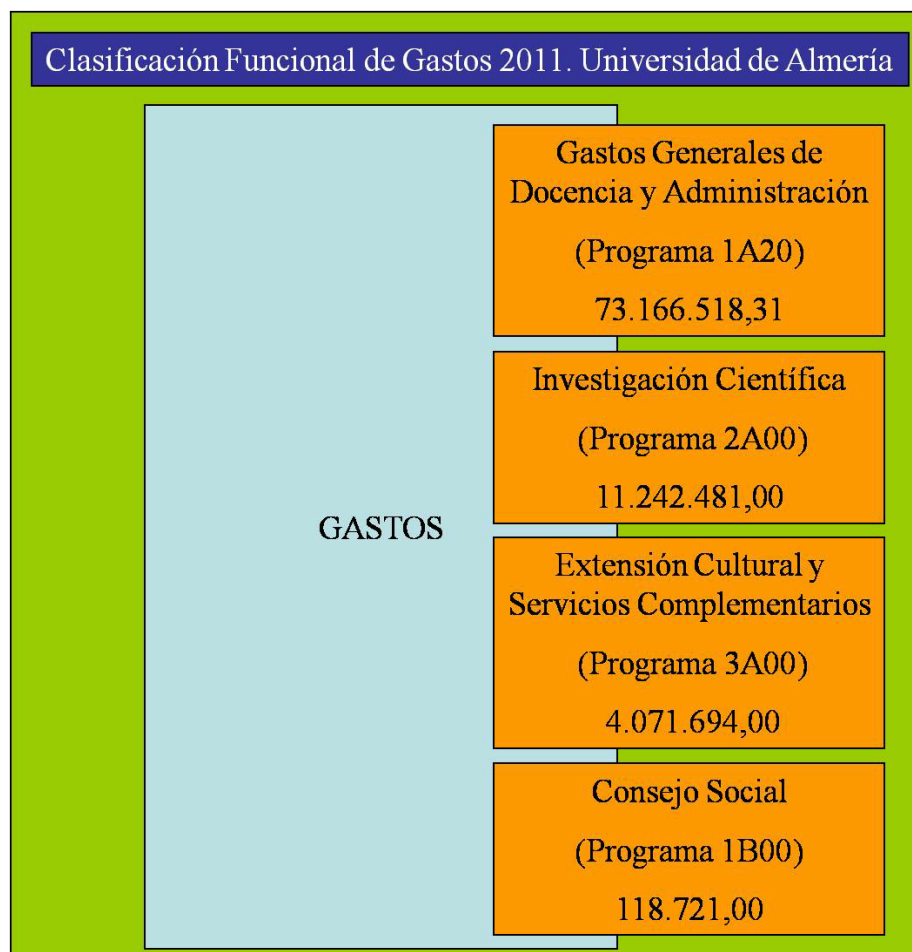 Clasificación Funcional de Gastos 2011. Universidad de Almería
GASTOS
Gastos Generales de
Docencia y Administración
(Programa 1A20)
73.166.518,31
Investigación Científica
(Programa 2A00)
11.242.481,00
Extensión Cultural y
Servicios Complementarios
(Programa 3A00)
4.071.694,00
Consejo Social
(Programa 1B00)
118.721,00